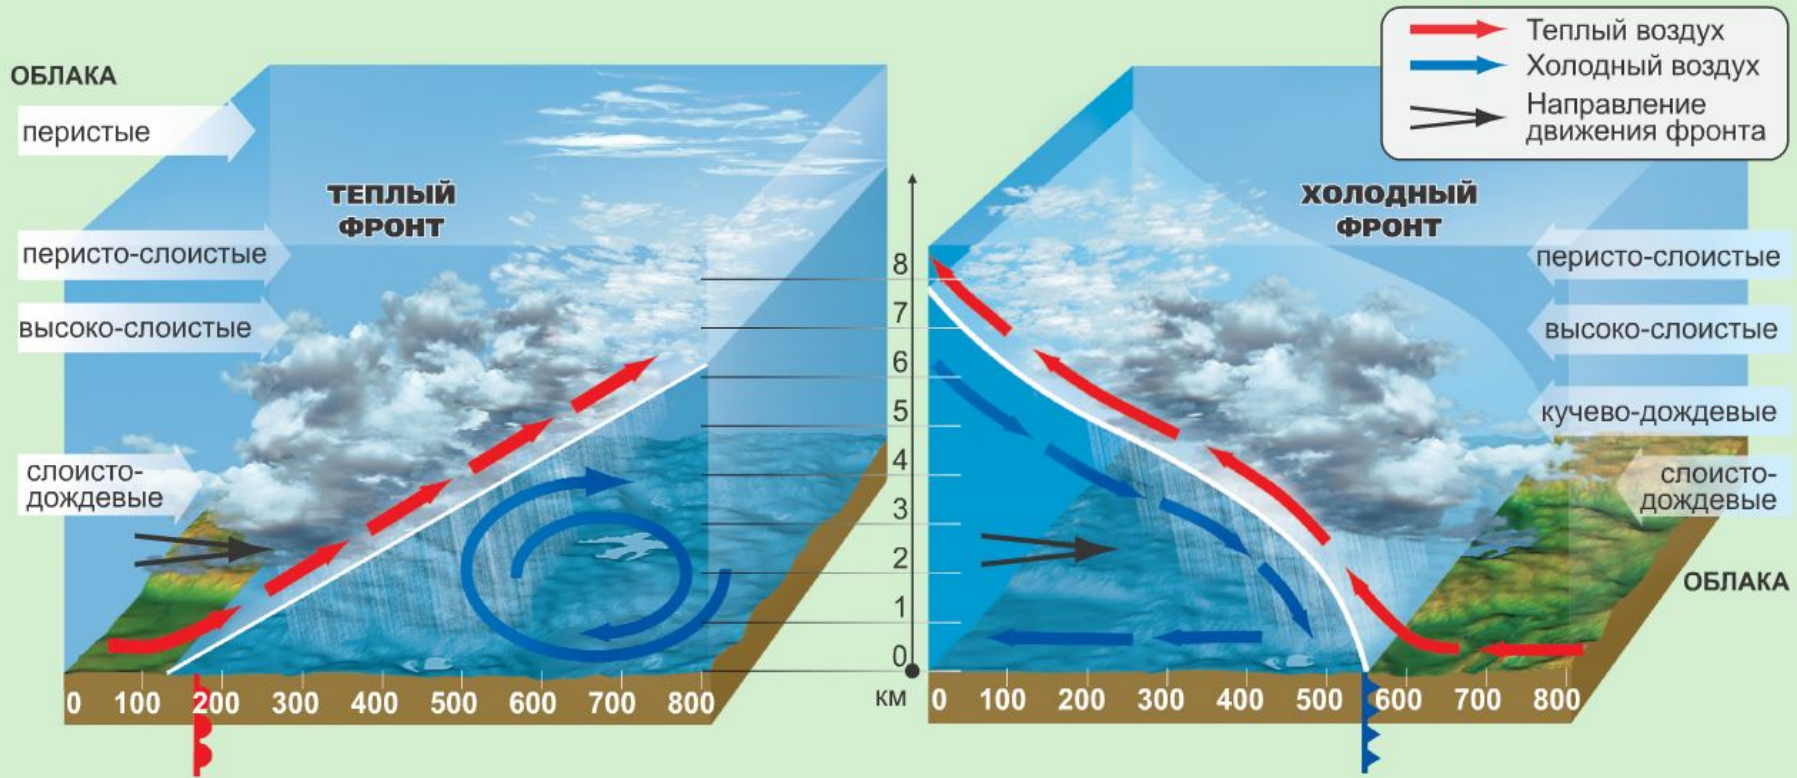 ОБЛАКА
перистые
перисто-слоистые
высоко-слоистые
слоисто-
дождевые
ТЕПЛЫЙ
ФРОНТ
0 100 200 300 400 500 600 700 800
8
7
6
5
4
3
2
1
0
км
Теплый воздух
Холодный воздух
Направление
движения фронта
ХОЛОДНЫЙ
ФРОНТ
перисто-слоистые
высоко-слоистые
кучево-дождевые
слоисто-
дождевые
ОБЛАКА
0 100 200 300 400 500 600 700 800